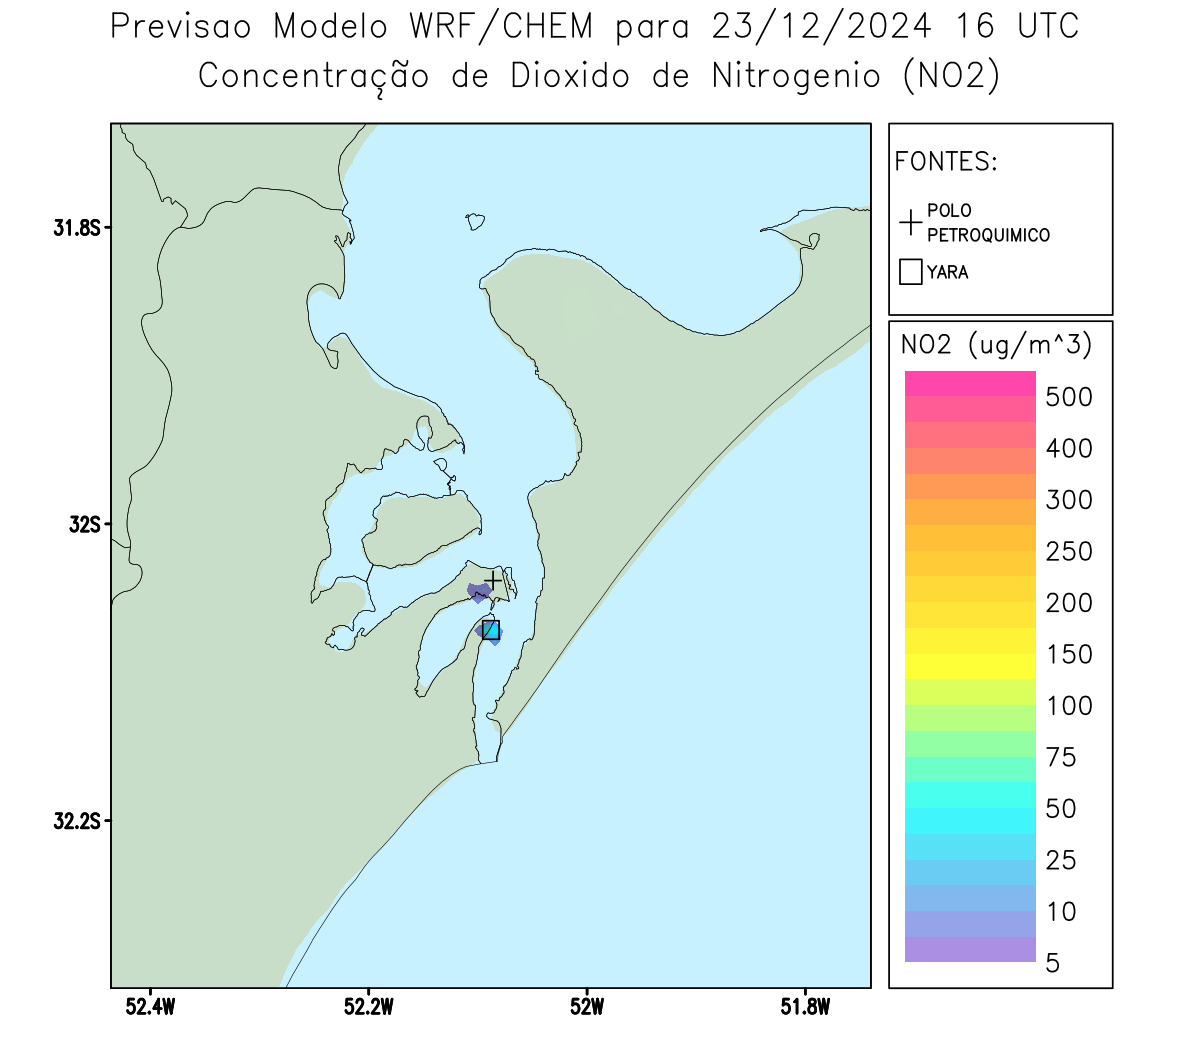 Previsao Modelo WRF/CHEM para 23/12/2024 16 UTC
Concentração de Dioxido de Nitrogenio (NO2)
FONTES:
POLO
PETROQUIMICO
YARA
NO2 (ug/m^3)
500
400
300
250
200
150
100
75
50
25
10
5
31.8S
32S
32.2S
52.4W
52.2W
52W
51.8W